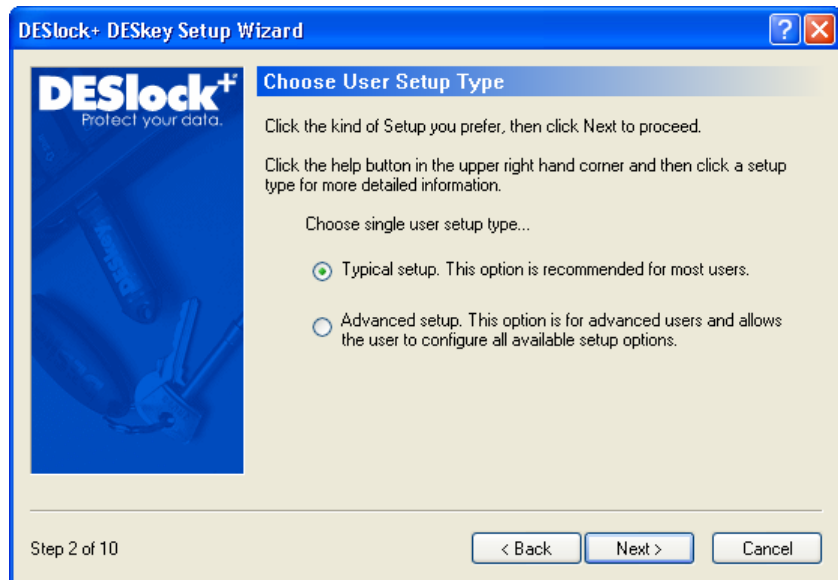 DESlock+ DESkey Setup Wizard
DESlock+
Protect your data.
Choose User Setup Type
Click the kind of Setup you prefer, then click Next to proceed.
Click the help button in the upper right hand corner and then click a setup
type for more detailed information.
Choose single user setup type...
Typical setup. This option is recommended for most users.
Advanced setup. This option is for advanced users and allows
the user to configure all available setup options.
DESkey
Step 2 of 10
< Back
Next >
Cancel